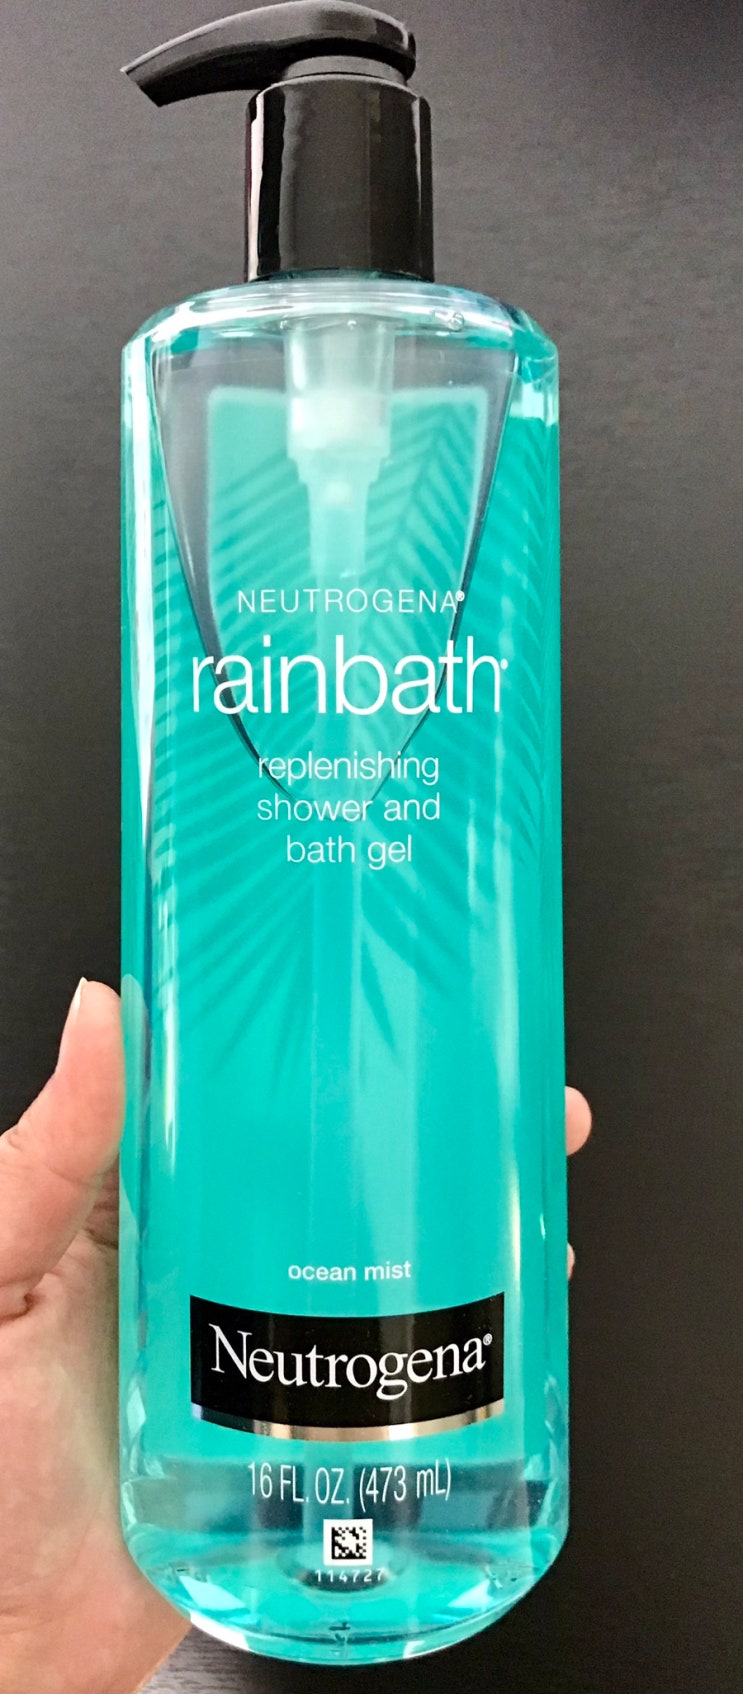 NEUTROGENA®
rainbath®
replenishing
shower and
bath gel
ocean mist
Neutrogena®
16 FL. OZ. (473 mL)
114727